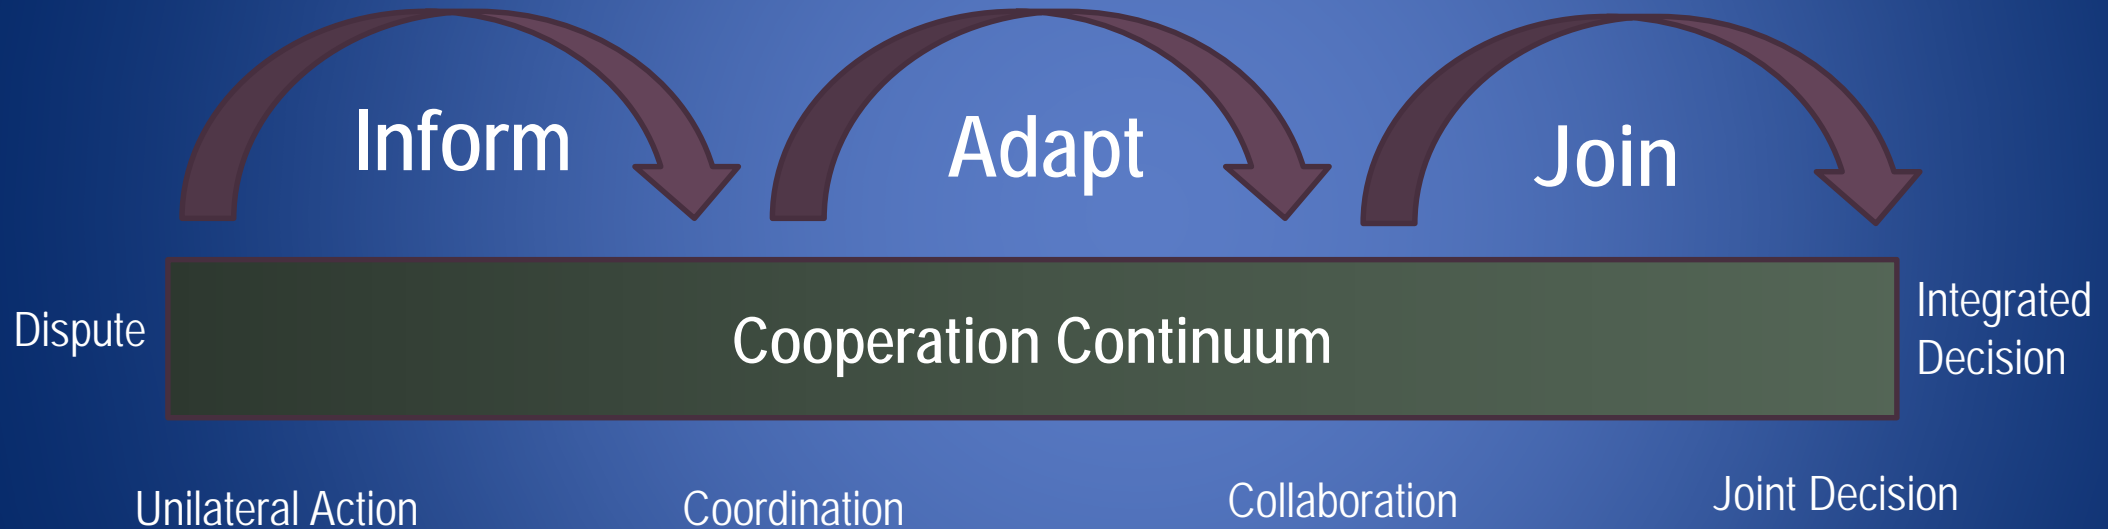 Inform
Adapt
Join
Dispute
Cooperation Continuum
Integrated
Decision
Unilateral Action
Coordination
Collaboration
Joint Decision